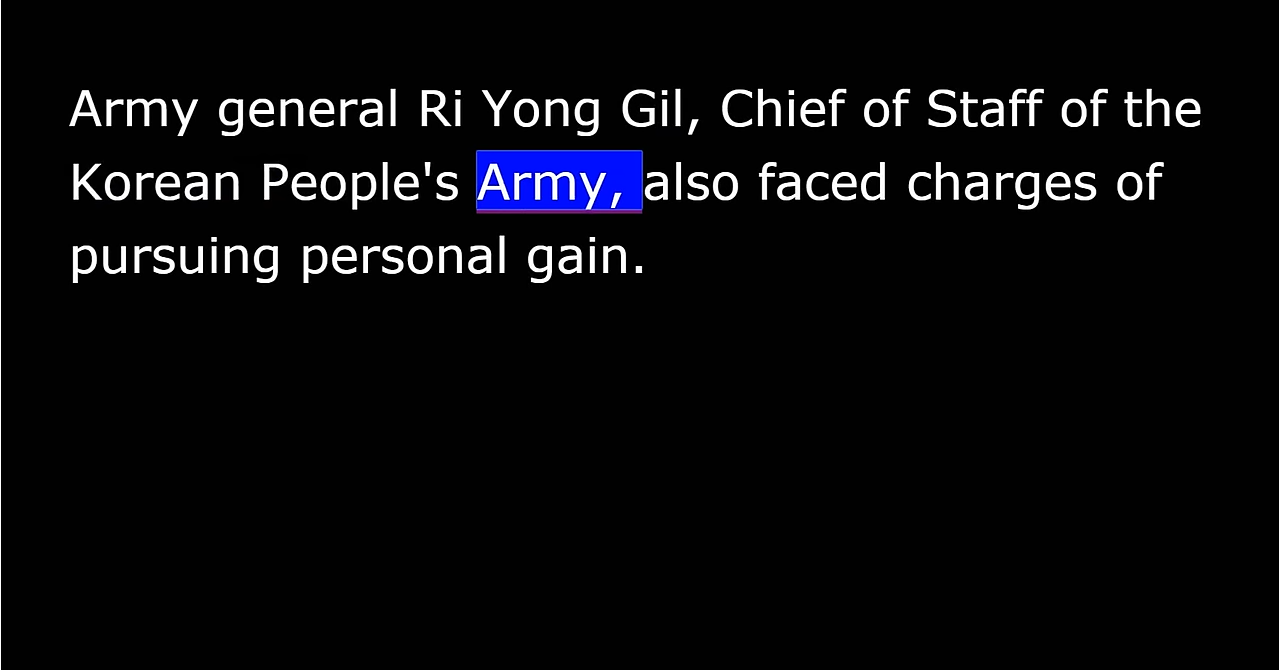 Army general Ri Yong Gil, Chief of Staff of the
Korean People's Army, also faced charges of
pursuing personal gain.